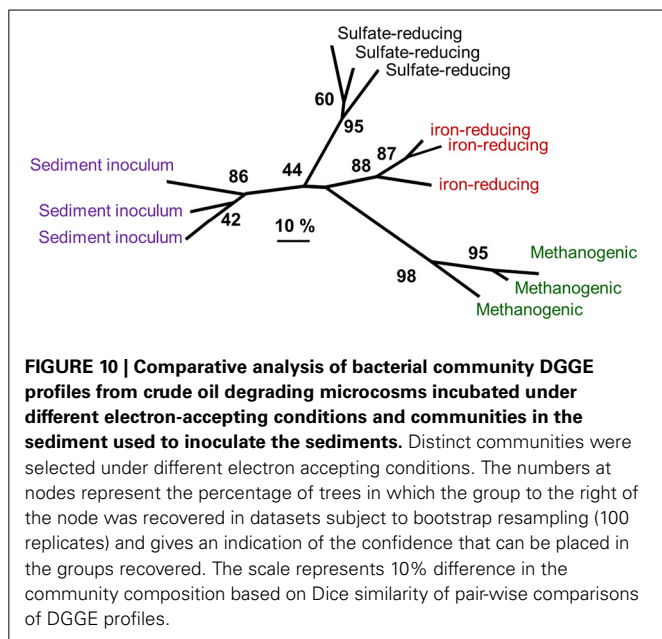 Sulfate-reducing
Sulfate-reducing
Sulfate-reducing
60
95
iron-reducing
87
iron-reducing
88
iron-reducing
Sediment inoculum
86
44
Sediment inoculum
42
Sediment inoculum
10 %
95
Methanogenic
98
Methanogenic
Methanogenic
FIGURE 10 | Comparative analysis of bacterial community DGGE
profiles from crude oil degrading microcosms incubated under
different electron-accepting conditions and communities in the
sediment used to inoculate the sediments. Distinct communities were
selected under different electron accepting conditions. The numbers at
nodes represent the percentage of trees in which the group to the right of
the node was recovered in datasets subject to bootstrap resampling (100
replicates) and gives an indication of the confidence that can be placed in
the groups recovered. The scale represents 10% difference in the
community composition based on Dice similarity of pair-wise comparisons
of DGGE profiles.